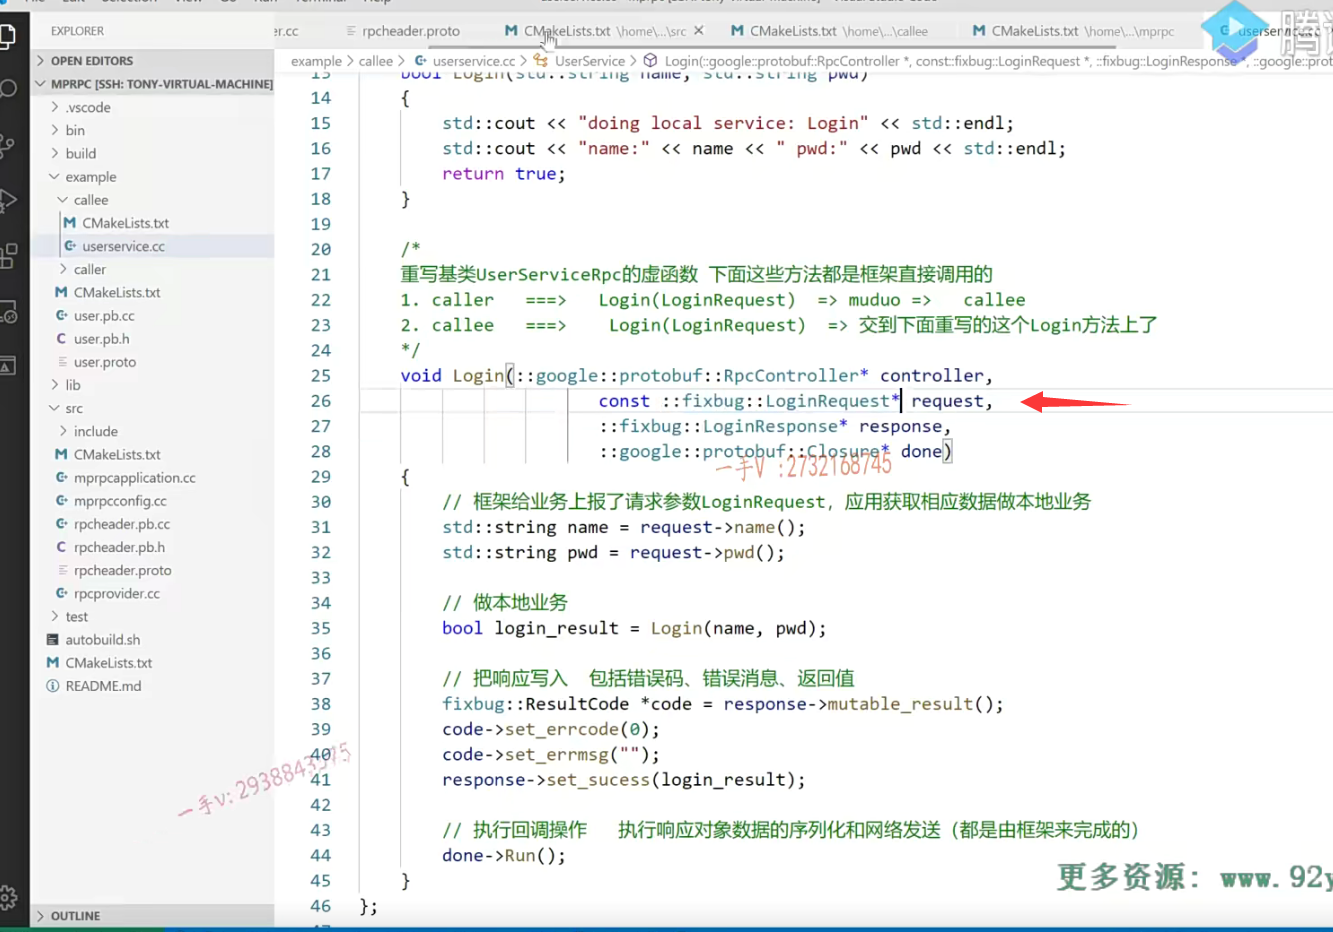 EXPLORER
OPEN EDITORS
MPRPC [SSH: TONY-VIRTUAL-MACHINE]
.vscode
bin
build
example
callee
CMakeLists.txt
userservice.cc
caller
CMakeLists.txt
user.pb.cc
user.pb.h
user.proto
lib
src
include
CMakeLists.txt
mprpcapplication.cc
mprpcconfig.cc
rpcheader.pb.cc
rpcheader.pb.h
rpcheader.proto
rpcprovider.cc
test
autobuild.sh
CMakeLists.txt
README.md
OUTLINE
er.cc rpcheader.proto CMakeLists.txt \home\...\src CMakeLists.txt \home\...\callee CMakeLists.txt \home\...\mprpc
example > callee > userservice.cc > UserService > Login(::google::protobuf::RpcController *, const::fixbug::LoginRequest *, ::fixbug::LoginResponse *, ::google::prot
13 bool Login(std::string name, std::string pwd)
14 {
15 std::cout << "doing local service: Login" << std::endl;
16 std::cout << "name:" << name << " pwd:" << pwd << std::endl;
17 return true;
18 }
19
20 /*
21 重写基类UserServiceRpc的虚函数 下面这些方法都是框架直接调用的
22 1. caller ===> Login(LoginRequest) => muduo => callee
23 2. callee ===> Login(LoginRequest) => 交到下面重写的这个Login方法上了
24 */
25 void Login(::google::protobuf::RpcController* controller,
26 const ::fixbug::LoginRequest* request,
27 ::fixbug::LoginResponse* response,
28 ::google::protobuf::Closure* done)
一手V :2732168745
29 {
30 // 框架给业务上报了请求参数LoginRequest，应用获取相应数据做本地业务
31 std::string name = request->name();
32 std::string pwd = request->pwd();
33
34 // 做本地业务
35 bool login_result = Login(name, pwd);
36
37 // 把响应写入 包括错误码、错误消息、返回值
38 fixbug::ResultCode *code = response->mutable_result();
39 code->set_errcode(0);
40 code->set_errmsg("");
41 response->set_sucess(login_result);
42
43 // 执行回调操作 执行响应对象数据的序列化和网络发送（都是由框架来完成的）
44 done->Run();
45 }
46 };
更多资源: www.92y